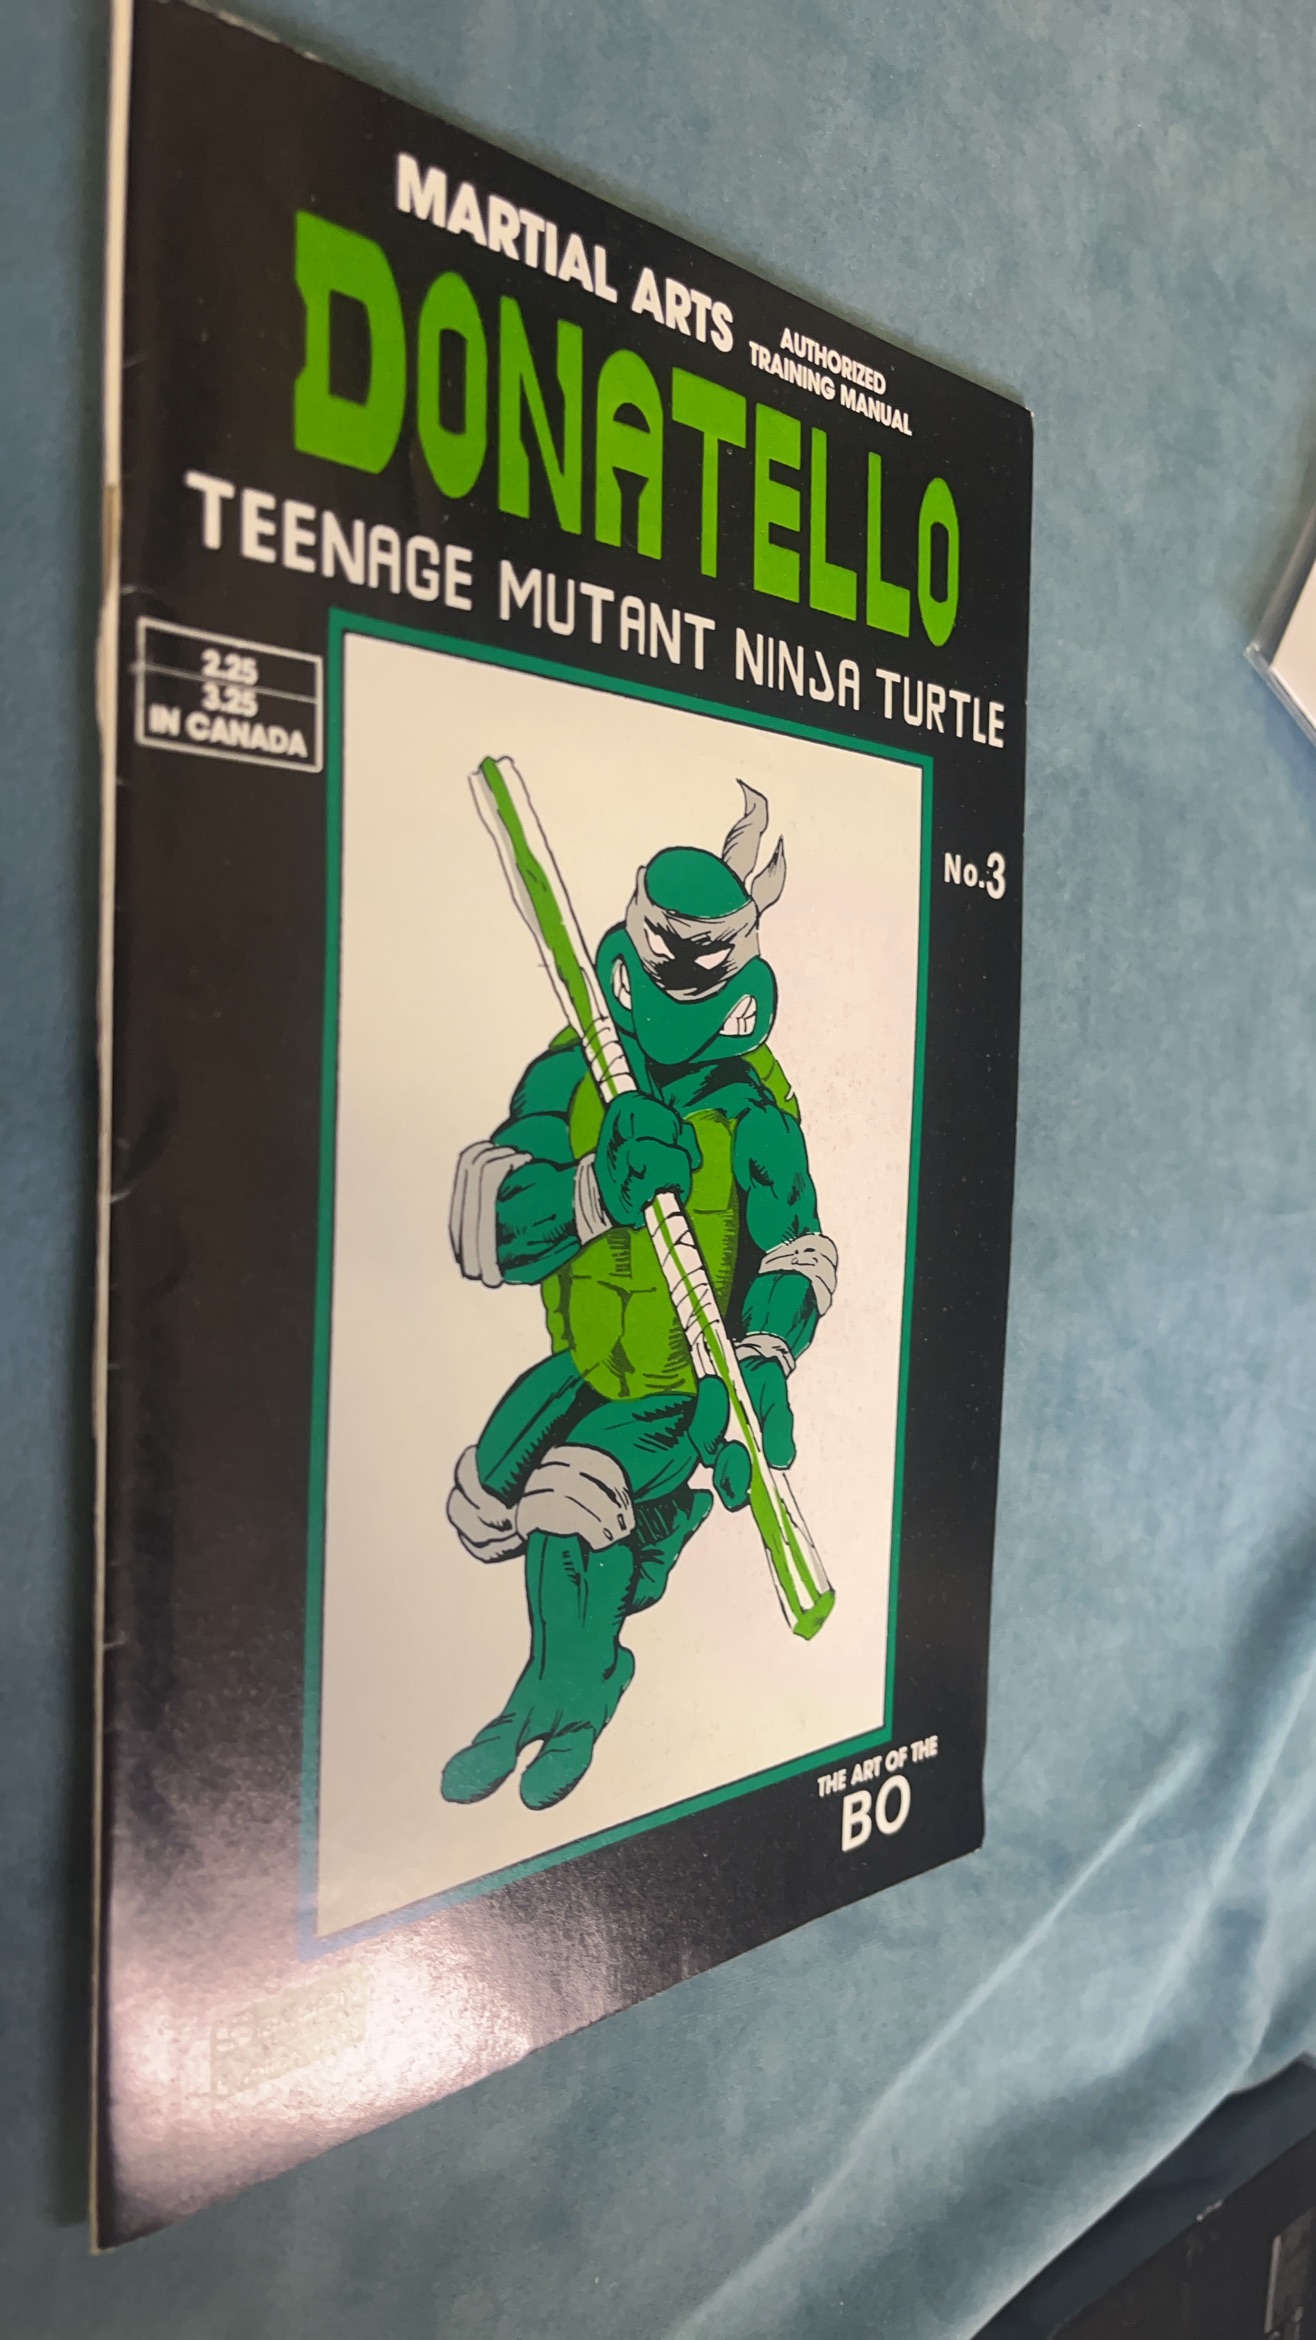 MARTIAL ARTS
AUTHORIZED
TRAINING MANUAL
DONATELLO
TEENAGE MUTANT NINJA TURTLE
2.25
3.25
IN CANADA
No.3
THE ART OF THE
BO